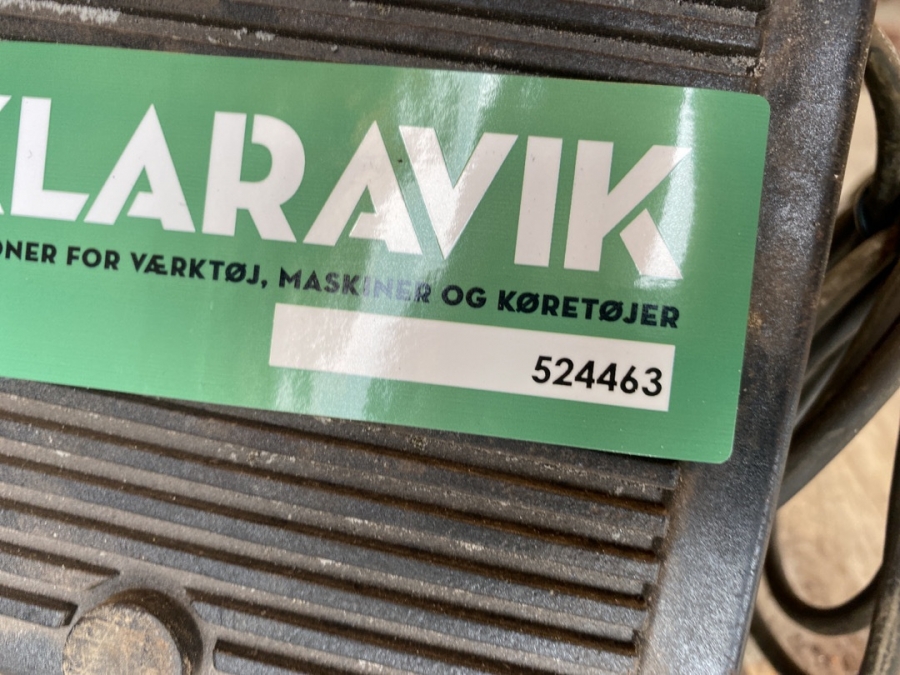 KLARAVIK
ONER FOR VÆRKTØJ, MASKINER OG KØRETØJER
524463